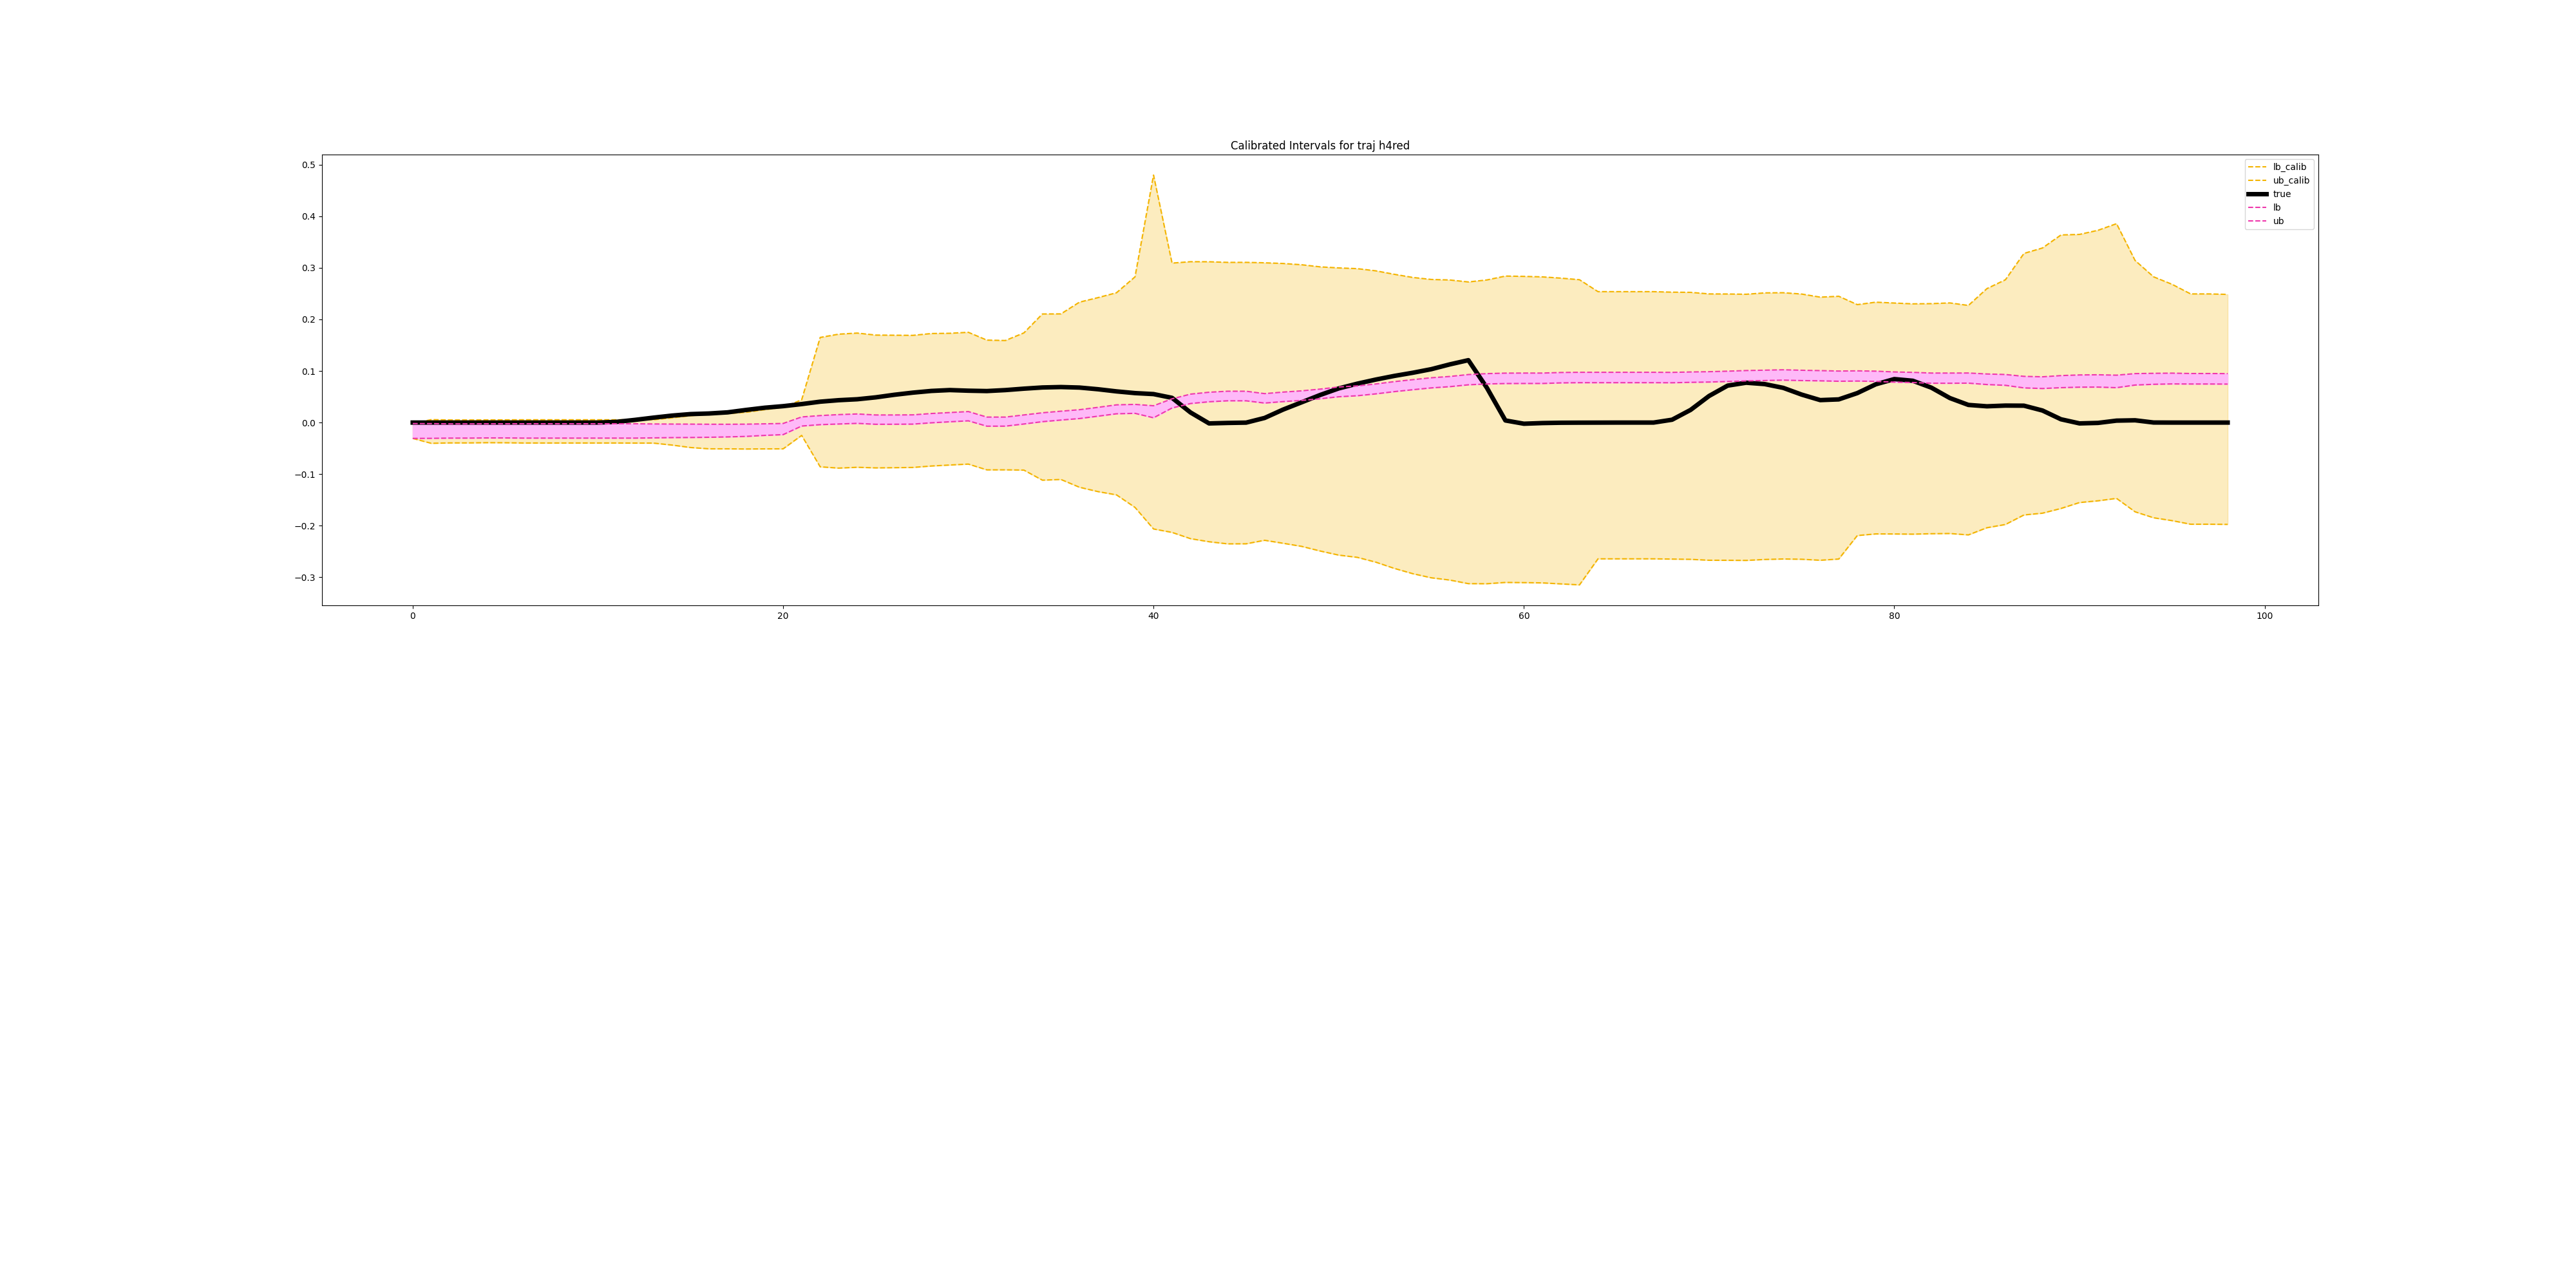 Calibrated Intervals for traj h4red
0.5
0.4
0.3
0.2
0.1
0.0
−0.1
−0.2
−0.3
0 20 40 60 80 100
lb_calib
ub_calib
true
lb
ub